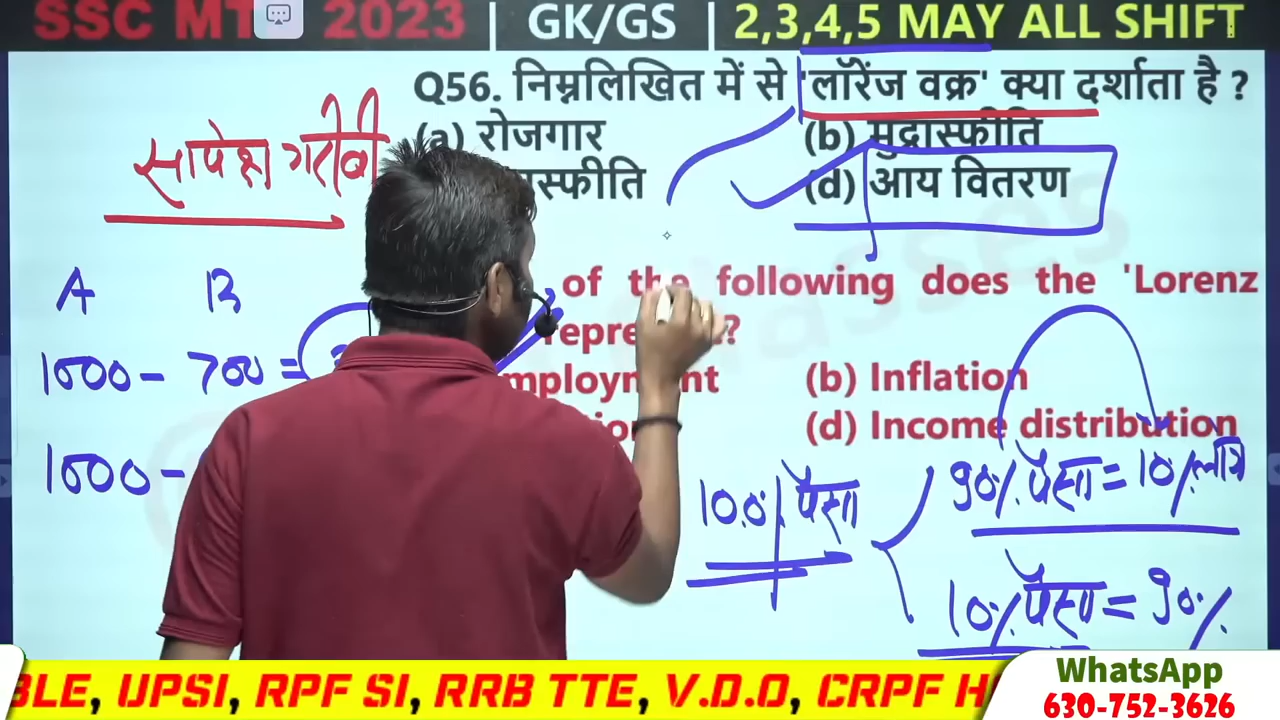 SSC MT 2023 | GK/GS | 2,3,4,5 MAY ALL SHIFT
Q56. निम्नलिखित में से 'लॉरेंज वक्र' क्या दर्शाता है ?
(a) रोजगार (b) मुद्रास्फीति
स्फीति (d) आय वितरण
सापेक्ष गरीबी
of the following does the 'Lorenz
repre ?
mployment (b) Inflation
(d) Income distribution
A B
1000 - 700 =
1000 -
100% पैसा
90% पैसा = 10% लोग
10% पैसा = 90%
BLE, UPSI, RPF SI, RRB TTE, V.D.O, CRPF H
WhatsApp
630-752-3626